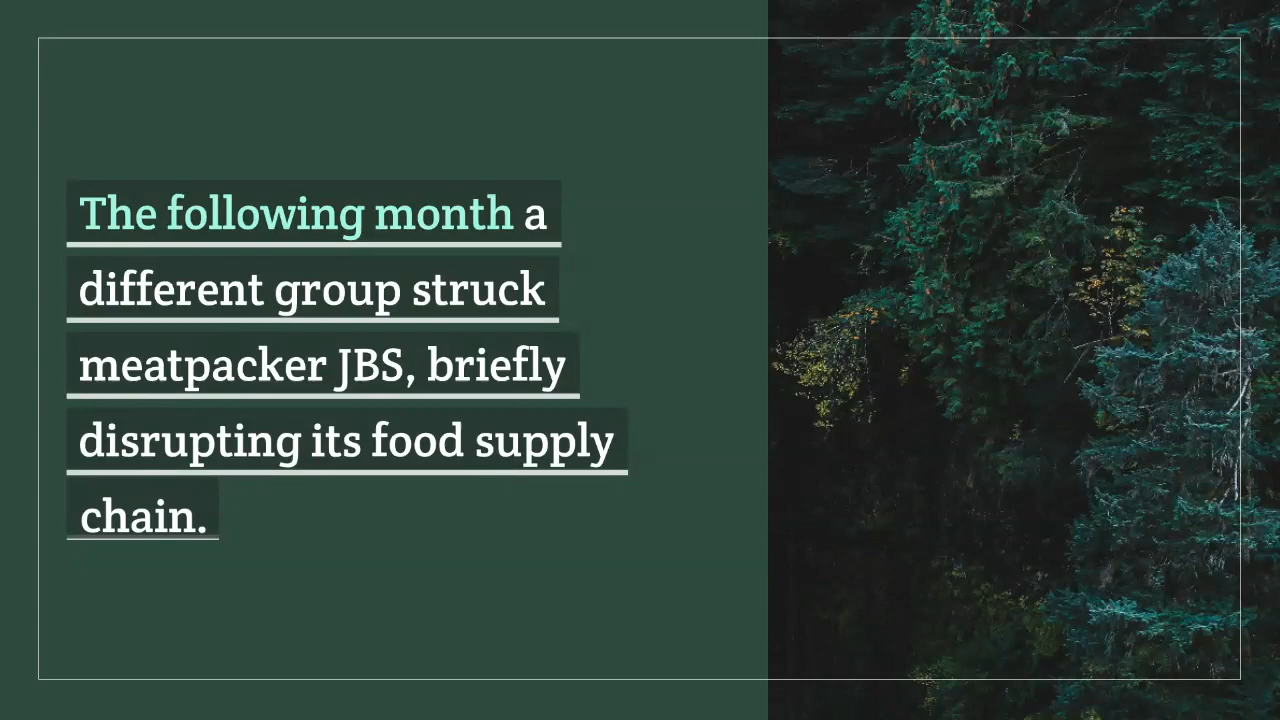 The following month a
different group struck
meatpacker JBS, briefly
disrupting its food supply
chain.